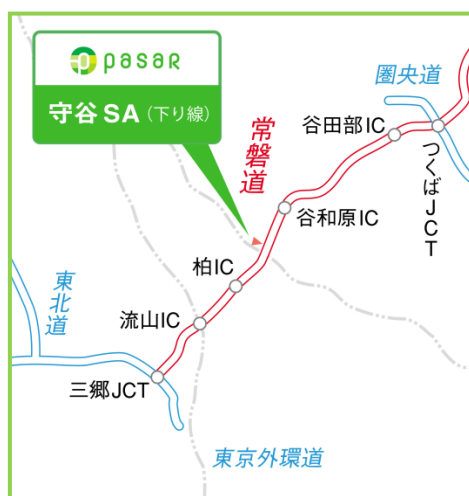 pasaR
守谷SA（下り線）
圏央道
常磐道
谷田部IC
つくばJCT
谷和原IC
柏IC
東北道
流山IC
三郷JCT
東京外環道